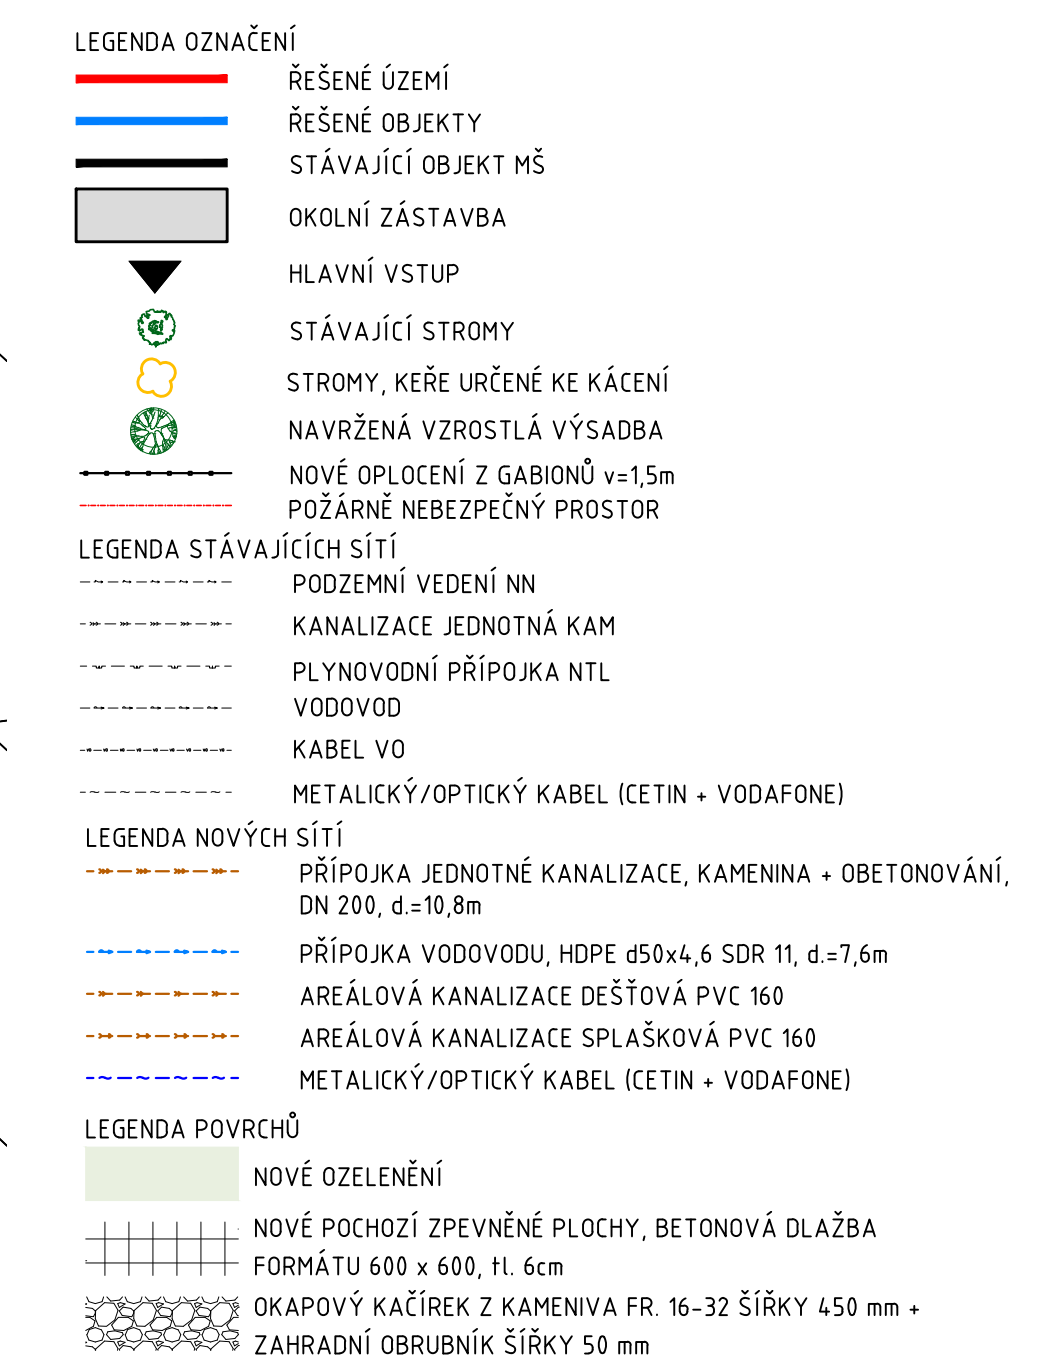 LEGENDA OZNAČENÍ
ŘEŠENÉ ÚZEMÍ
ŘEŠENÉ OBJEKTY
STÁVAJÍCÍ OBJEKT MŠ
OKOLNÍ ZÁSTAVBA
HLAVNÍ VSTUP
STÁVAJÍCÍ STROMY
STROMY, KEŘE URČENÉ KE KÁCENÍ
NAVRŽENÁ VZROSTLÁ VÝSADBA
NOVÉ OPLOCENÍ Z GABIONŮ v=1,5m
POŽÁRNĚ NEBEZPEČNÝ PROSTOR
LEGENDA STÁVAJÍCÍCH SÍTÍ
PODZEMNÍ VEDENÍ NN
KANALIZACE JEDNOTNÁ KAM
PLYNOVODNÍ PŘÍPOJKA NTL
VODOVOD
KABEL VO
METALICKÝ/OPTICKÝ KABEL (CETIN + VODAFONE)
LEGENDA NOVÝCH SÍTÍ
PŘÍPOJKA JEDNOTNÉ KANALIZACE, KAMENINA + OBETONOVÁNÍ,
DN 200, d.=10,8m
PŘÍPOJKA VODOVODU, HDPE d50x4,6 SDR 11, d.=7,6m
AREÁLOVÁ KANALIZACE DEŠŤOVÁ PVC 160
AREÁLOVÁ KANALIZACE SPLAŠKOVÁ PVC 160
METALICKÝ/OPTICKÝ KABEL (CETIN + VODAFONE)
LEGENDA POVRCHŮ
NOVÉ OZELENĚNÍ
NOVÉ POCHOZÍ ZPEVNĚNÉ PLOCHY, BETONOVÁ DLAŽBA
FORMÁTU 600 x 600, tl. 6cm
OKAPOVÝ KAČÍREK Z KAMENIVA FR. 16-32 ŠÍŘKY 450 mm +
ZAHRADNÍ OBRUBNÍK ŠÍŘKY 50 mm